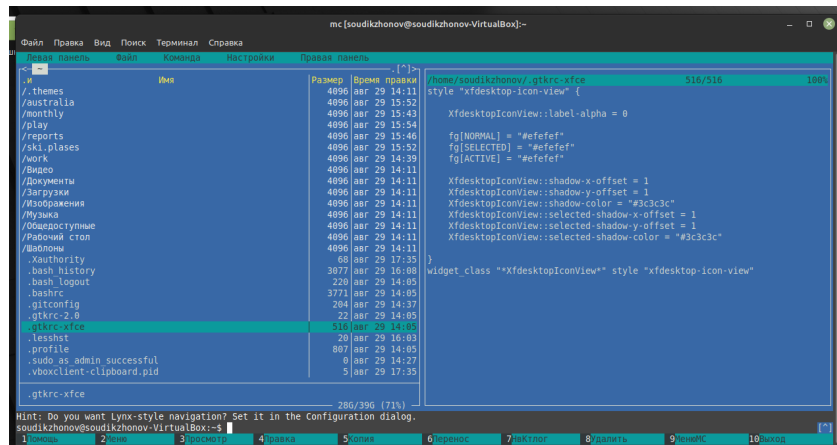 mc [soudikzhonov@soudikzhonov-VirtualBox]:~
Файл Правка Вид Поиск Терминал Справка
Левая панель Файл Команда Настройки Правая панель
<- ~ .[^]>
.и Имя Размер Время правки
/.themes 4096 авг 29 14:11
/australia 4096 авг 29 15:52
/monthly 4096 авг 29 15:43
/play 4096 авг 29 15:54
/reports 4096 авг 29 15:46
/ski.plases 4096 авг 29 15:52
/work 4096 авг 29 14:39
/Видео 4096 авг 29 14:11
/Документы 4096 авг 29 14:11
/Загрузки 4096 авг 29 14:11
/Изображения 4096 авг 29 14:11
/Музыка 4096 авг 29 14:11
/Общедоступные 4096 авг 29 14:11
/Рабочий стол 4096 авг 29 14:11
/Шаблоны 4096 авг 29 14:11
.Xauthority 68 авг 29 17:35
.bash_history 3077 авг 29 16:08
.bash_logout 220 авг 29 14:05
.bashrc 3771 авг 29 14:05
.gitconfig 204 авг 29 14:37
.gtkrc-2.0 22 авг 29 14:05
.gtkrc-xfce 516 авг 29 14:05
.lesshst 20 авг 29 16:03
.profile 807 авг 29 14:05
.sudo_as_admin_successful 0 авг 29 14:27
.vboxclient-clipboard.pid 5 авг 29 17:35
.gtkrc-xfce
28G/39G (71%)
/home/soudikzhonov/.gtkrc-xfce 516/516 100%
style "xfdesktop-icon-view" {
XfdesktopIconView::label-alpha = 0
fg[NORMAL] = "#efefef"
fg[SELECTED] = "#efefef"
fg[ACTIVE] = "#efefef"
XfdesktopIconView::shadow-x-offset = 1
XfdesktopIconView::shadow-y-offset = 1
XfdesktopIconView::shadow-color = "#3c3c3c"
XfdesktopIconView::selected-shadow-x-offset = 1
XfdesktopIconView::selected-shadow-y-offset = 1
XfdesktopIconView::selected-shadow-color = "#3c3c3c"
}
widget_class "*XfdesktopIconView*" style "xfdesktop-icon-view"
Hint: Do you want Lynx-style navigation? Set it in the Configuration dialog.
soudikzhonov@soudikzhonov-VirtualBox:~$ [^]
1Помощь 2Меню 3Просмотр 4Правка 5Копия 6Перенос 7НвКтлог 8Удалить 9МенюМС 10Выход